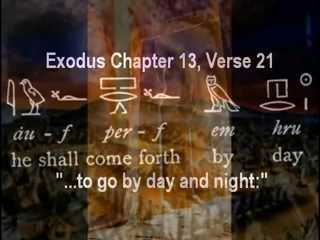 Exodus Chapter 13, Verse 21
àu - f per - f em hru
he shall come forth by day
"...to go by day and night:"